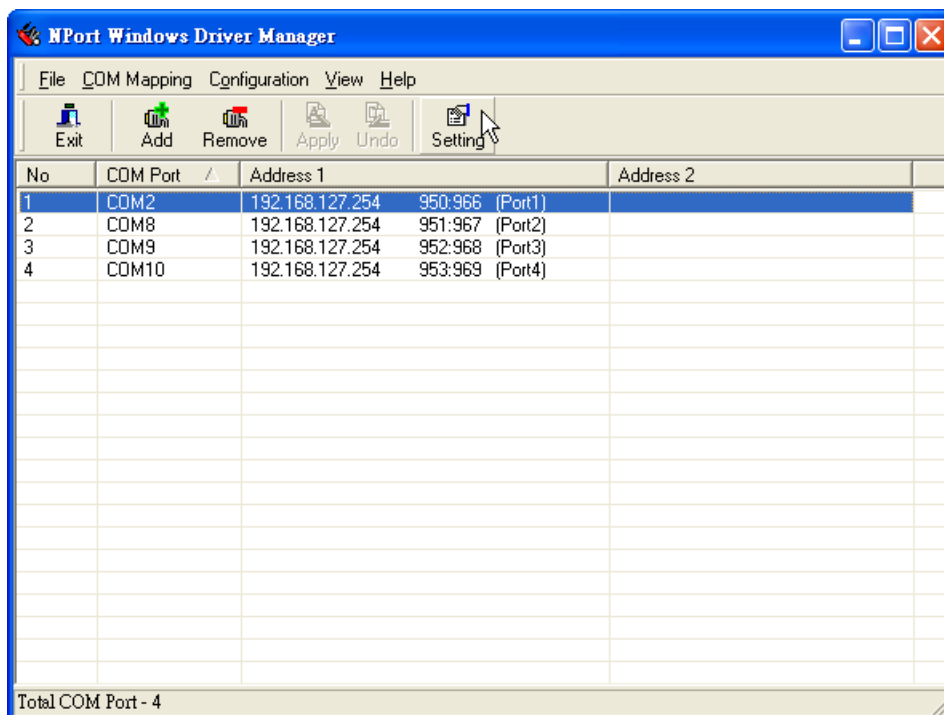 NPort Windows Driver Manager
File COM Mapping Configuration View Help
Exit Add Remove Apply Undo Setting
No COM Port Address 1 Address 2
1 COM2 192.168.127.254 950:966 (Port1)
2 COM8 192.168.127.254 951:967 (Port2)
3 COM9 192.168.127.254 952:968 (Port3)
4 COM10 192.168.127.254 953:969 (Port4)
Total COM Port - 4